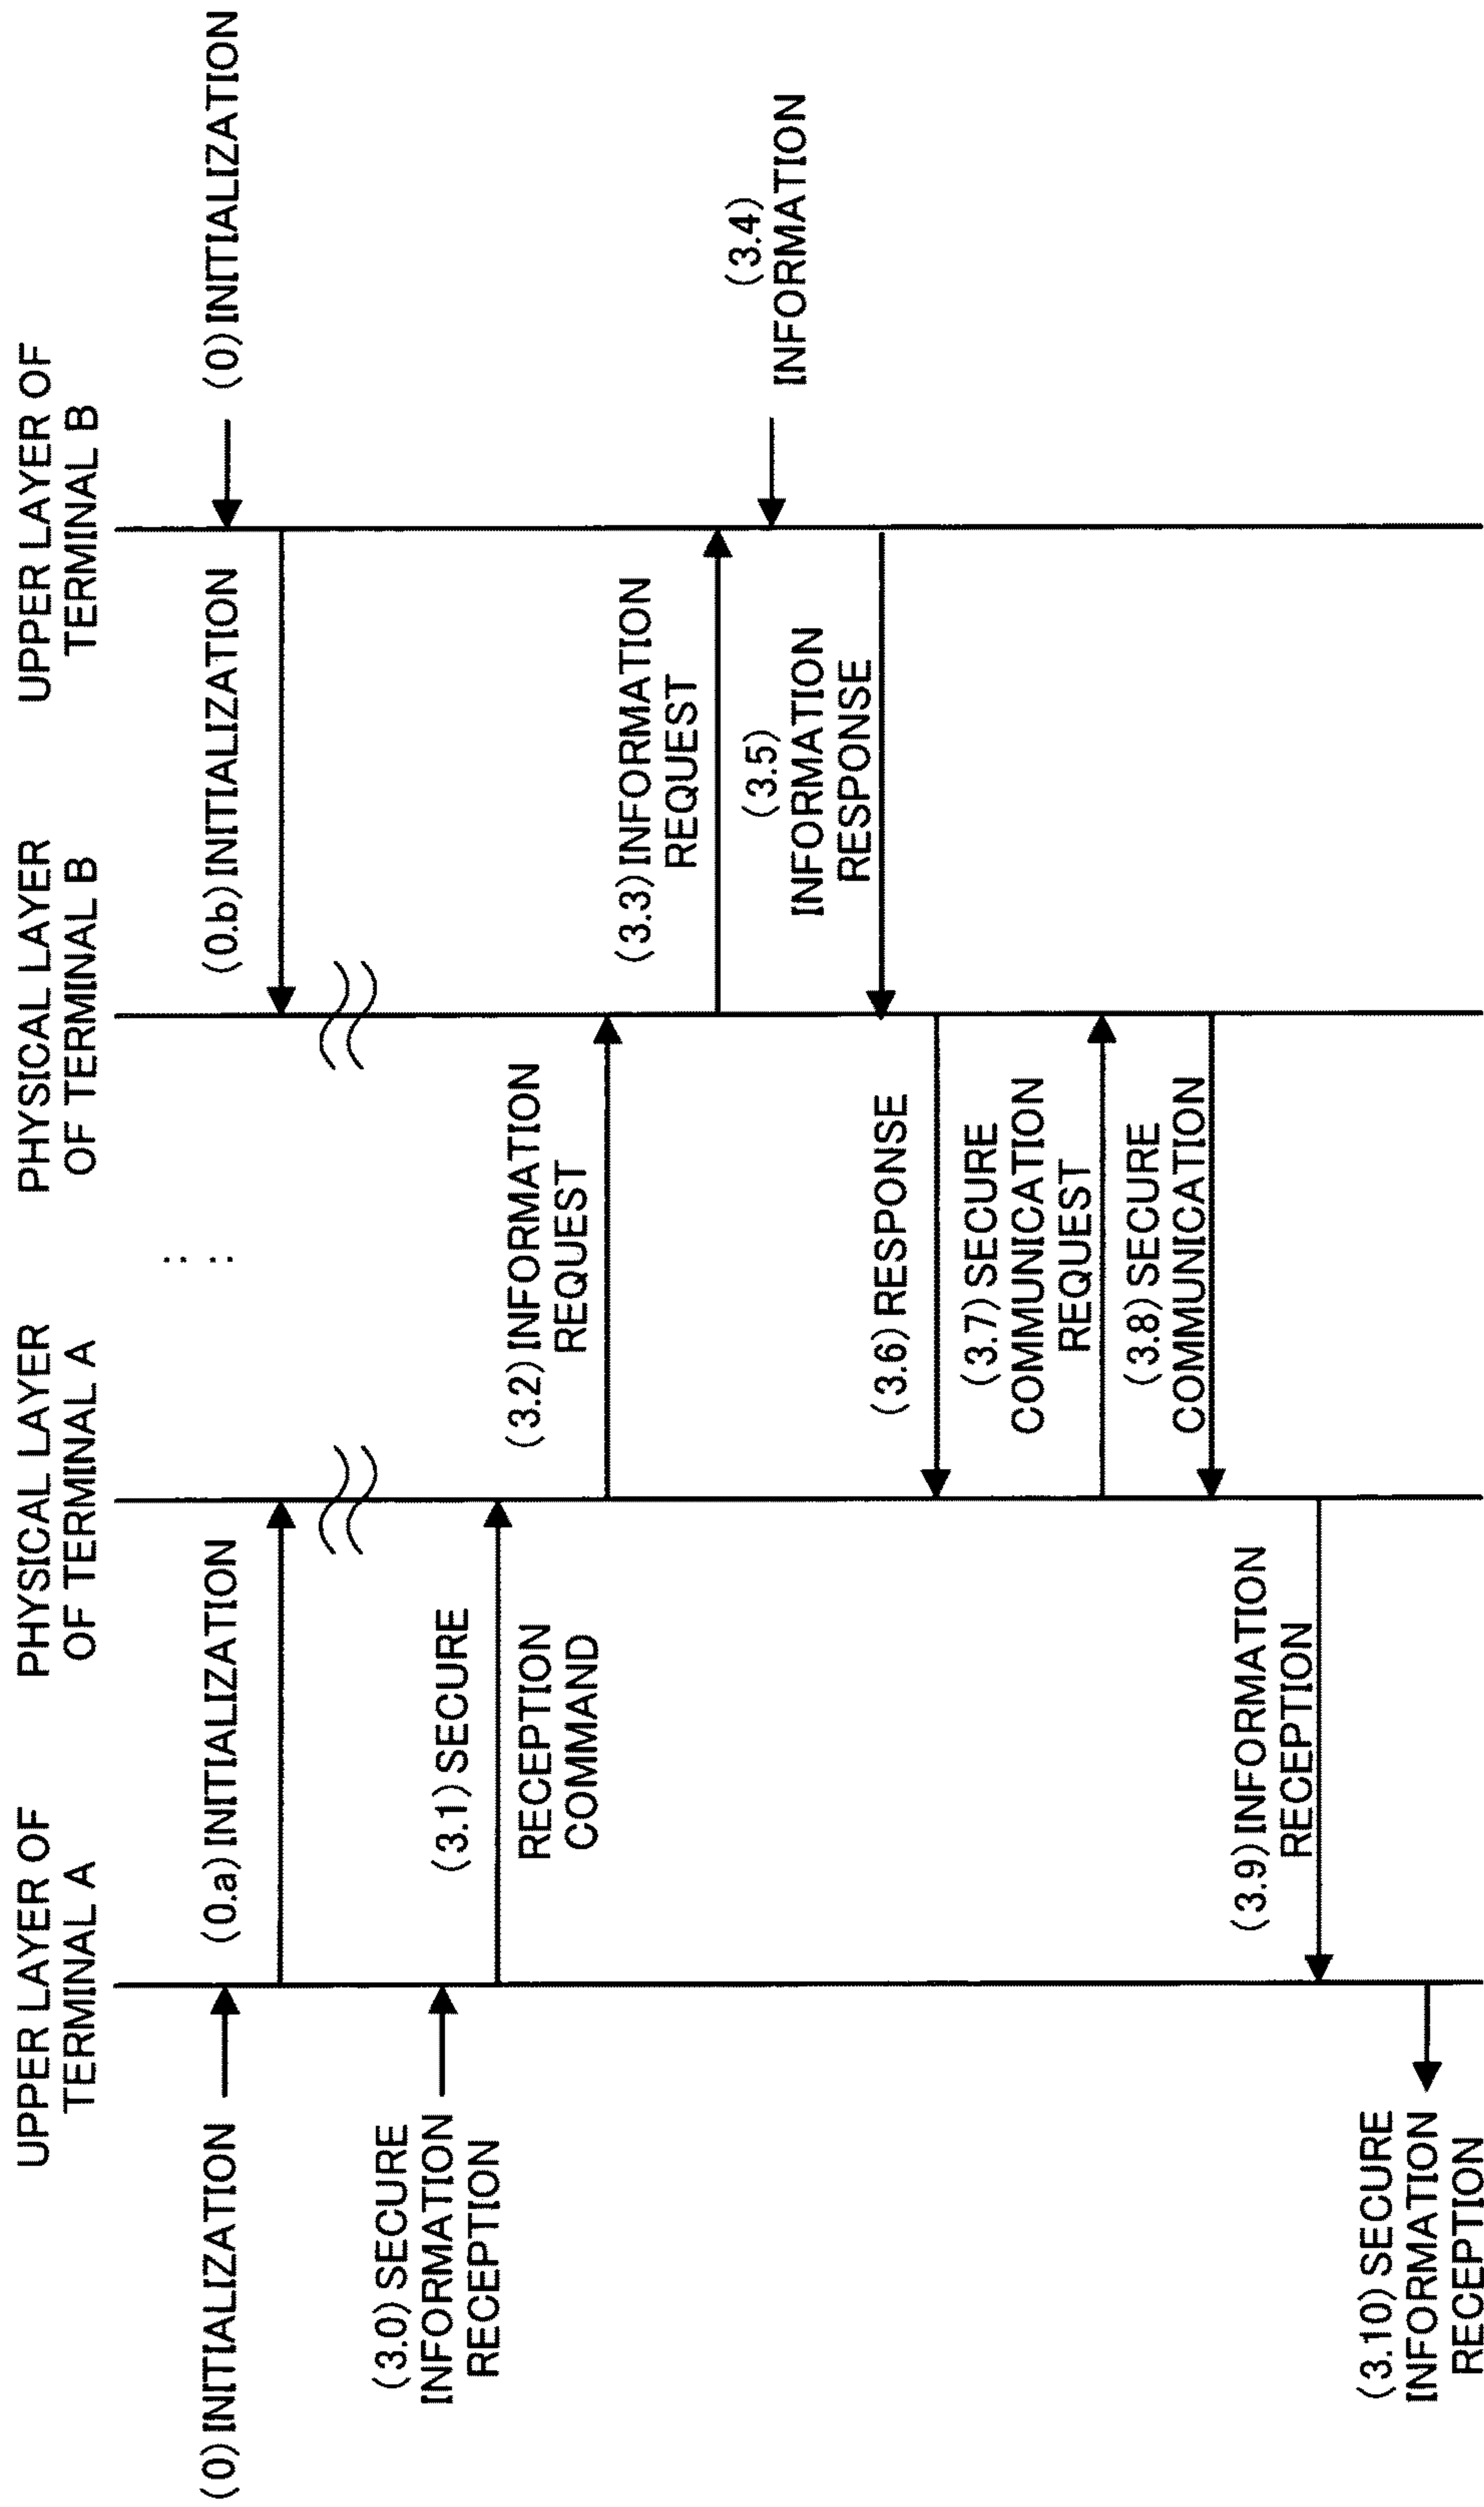 UPPER LAYER OF
TERMINAL A
PHYSICAL LAYER
OF TERMINAL A
PHYSICAL LAYER
OF TERMINAL B
UPPER LAYER OF
TERMINAL B
(0) INITIALIZATION
(0.a) INITIALIZATION
(0.b) INITIALIZATION
(0) INITIALIZATION
(3.0) SECURE
INFORMATION
RECEPTION
(3.1) SECURE
RECEPTION
COMMAND
(3.2) INFORMATION
REQUEST
(3.3) INFORMATION
REQUEST
(3.4)
INFORMATION
(3.5)
INFORMATION
RESPONSE
(3.6) RESPONSE
(3.7) SECURE
COMMUNICATION
REQUEST
(3.8) SECURE
COMMUNICATION
(3.9) INFORMATION
RECEPTION
(3.10) SECURE
INFORMATION
RECEPTION